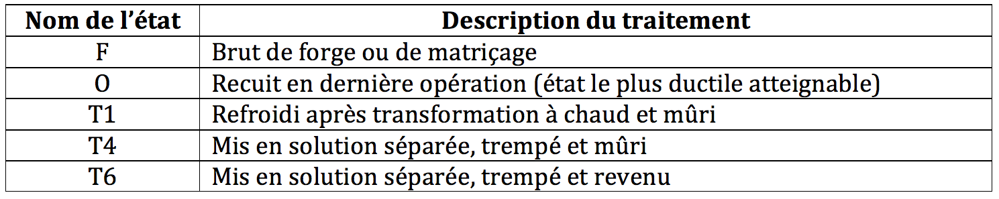 Nom de l’état Description du traitement
F Brut de forge ou de matriçage
O Recuit en dernière opération (état le plus ductile atteignable)
T1 Refroidi après transformation à chaud et mûri
T4 Mis en solution séparée, trempé et mûri
T6 Mis en solution séparée, trempé et revenu